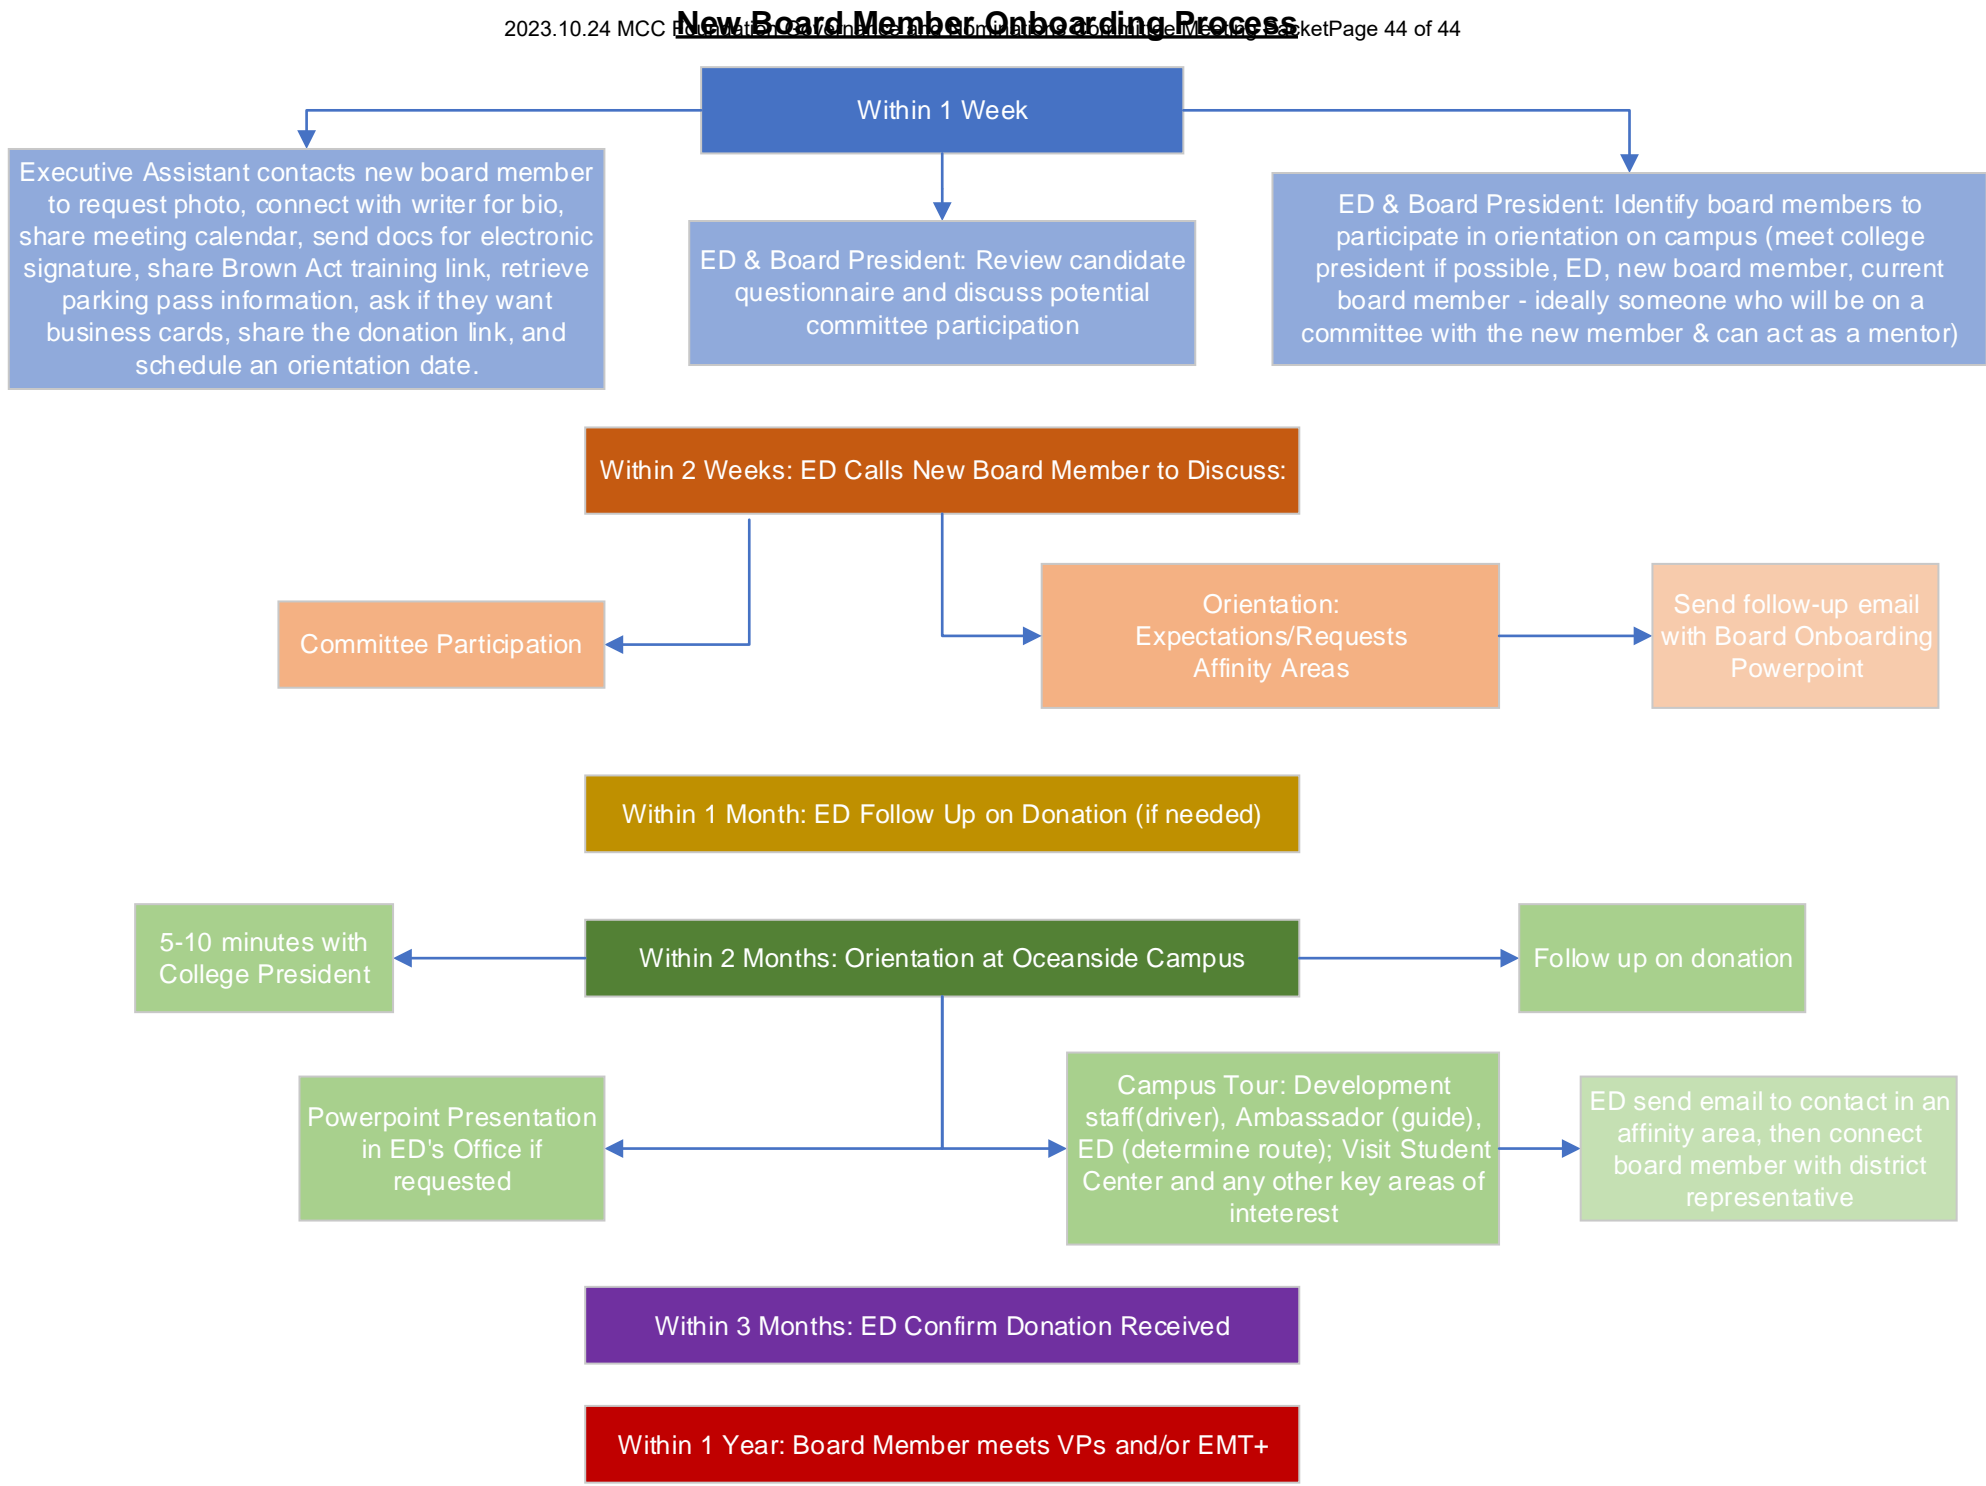 New Board Member Onboarding Process
2023.10.24 MCC Foundation Governance and Nominations Committee Meeting PacketPage 44 of 44
Within 1 Week
Executive Assistant contacts new board member
to request photo, connect with writer for bio,
share meeting calendar, send docs for electronic
signature, share Brown Act training link, retrieve
parking pass information, ask if they want
business cards, share the donation link, and
schedule an orientation date.
ED & Board President: Review candidate
questionnaire and discuss potential
committee participation
ED & Board President: Identify board members to
participate in orientation on campus (meet college
president if possible, ED, new board member, current
board member - ideally someone who will be on a
committee with the new member & can act as a mentor)
Within 2 Weeks: ED Calls New Board Member to Discuss:
Committee Participation
Orientation:
Expectations/Requests
Affinity Areas
Send follow-up email
with Board Onboarding
Powerpoint
Within 1 Month: ED Follow Up on Donation (if needed)
5-10 minutes with
College President
Within 2 Months: Orientation at Oceanside Campus
Follow up on donation
Powerpoint Presentation
in ED's Office if
requested
Campus Tour: Development
staff(driver), Ambassador (guide),
ED (determine route); Visit Student
Center and any other key areas of
inteterest
ED send email to contact in an
affinity area, then connect
board member with district
representative
Within 3 Months: ED Confirm Donation Received
Within 1 Year: Board Member meets VPs and/or EMT+